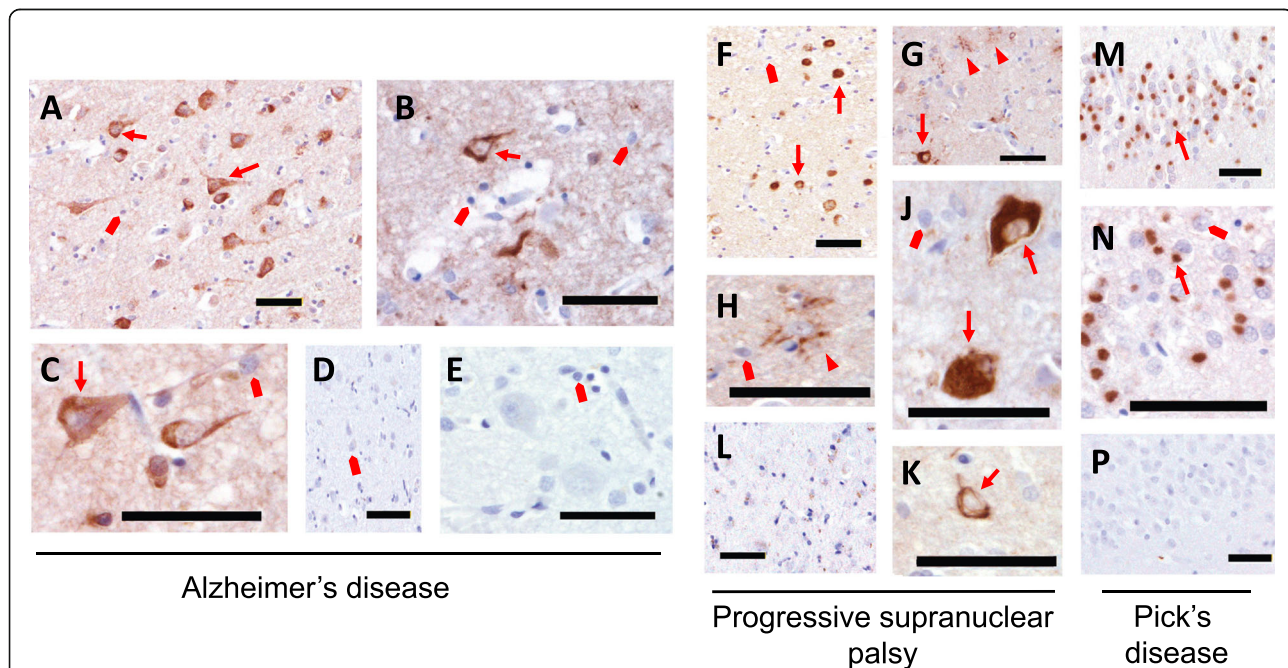 A
B
C
D
E
Alzheimer's disease
F
G
H
J
L
K
Progressive supranuclear
palsy
M
N
P
Pick's
disease